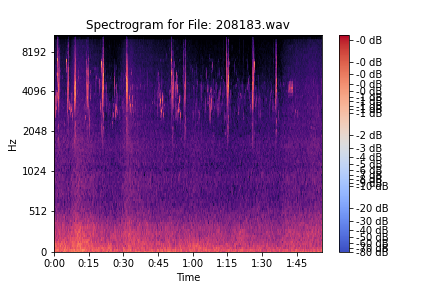 Spectrogram for File: 208183.wav
8192
4096
2048
1024
512
0
Hz
0:00 0:15 0:30 0:45 1:00 1:15 1:30 1:45
Time
-0 dB
-0 dB
-0 dB
-0 dB
-1 dB
-2 dB
-3 dB
-4 dB
-20 dB
-30 dB
-40 dB
-80 dB